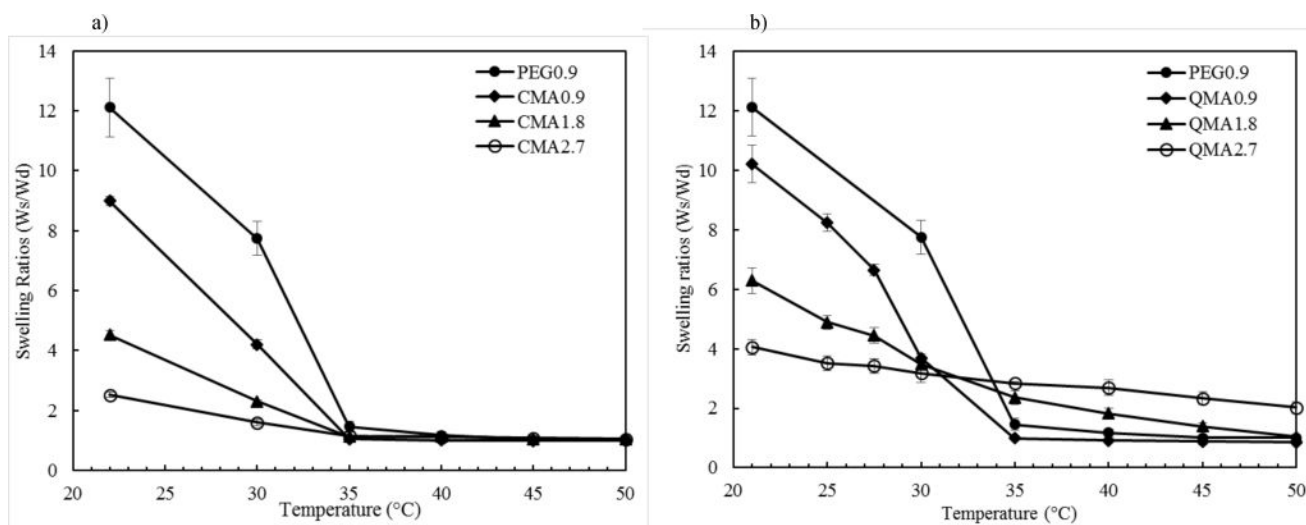 a)
14
12
10
8
6
4
2
0
Swelling Ratios (Ws/Wd)
PEG0.9
CMA0.9
CMA1.8
CMA2.7
20 25 30 35 40 45 50
Temperature (°C)
b)
14
12
10
8
6
4
2
0
Swelling ratios (Ws/Wd)
PEG0.9
QMA0.9
QMA1.8
QMA2.7
20 25 30 35 40 45 50
Temperature (°C)